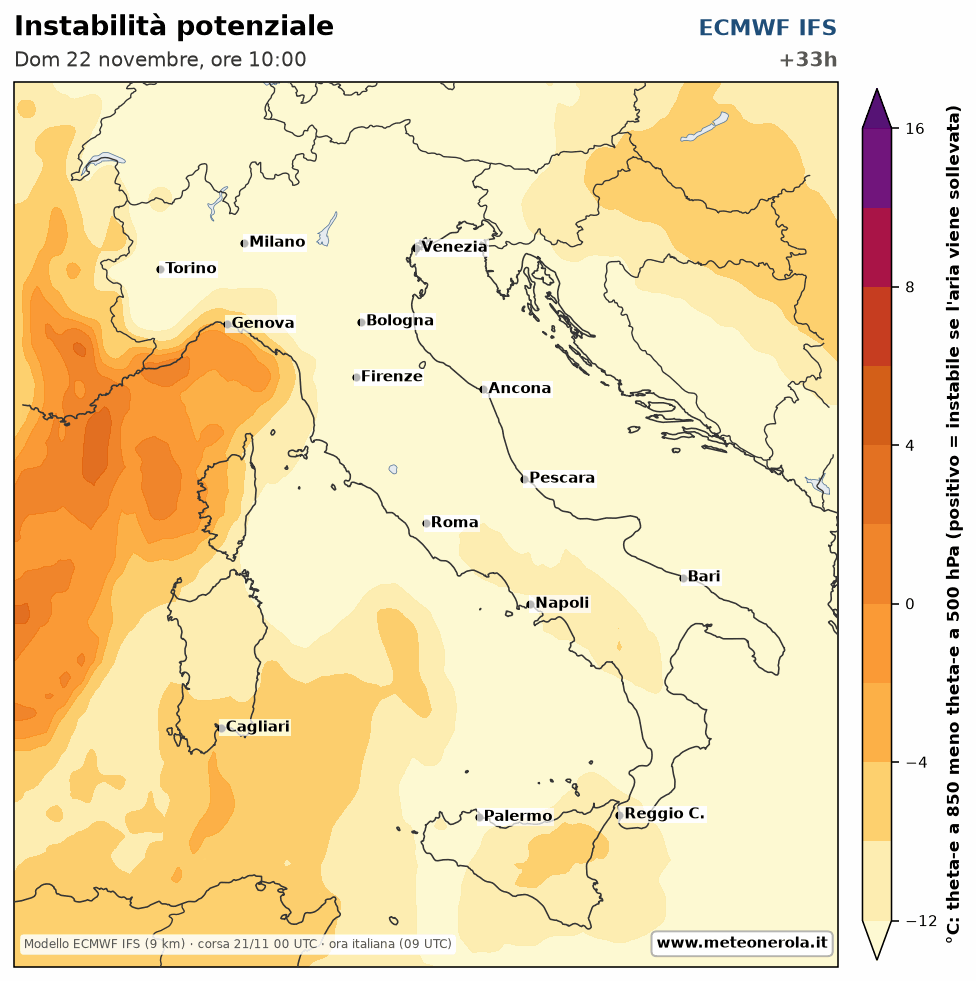 Instabilità potenziale
ECMWF IFS
Dom 22 novembre, ore 10:00
+33h
Milano
Venezia
Torino
Genova
Bologna
Firenze
Ancona
Pescara
Roma
Bari
Napoli
Cagliari
Palermo
Reggio C.
16
8
4
0
−4
−12
°C: theta-e a 850 meno theta-e a 500 hPa (positivo = instabile se l'aria viene sollevata)
Modello ECMWF IFS (9 km) · corsa 21/11 00 UTC · ora italiana (09 UTC)
www.meteonerola.it